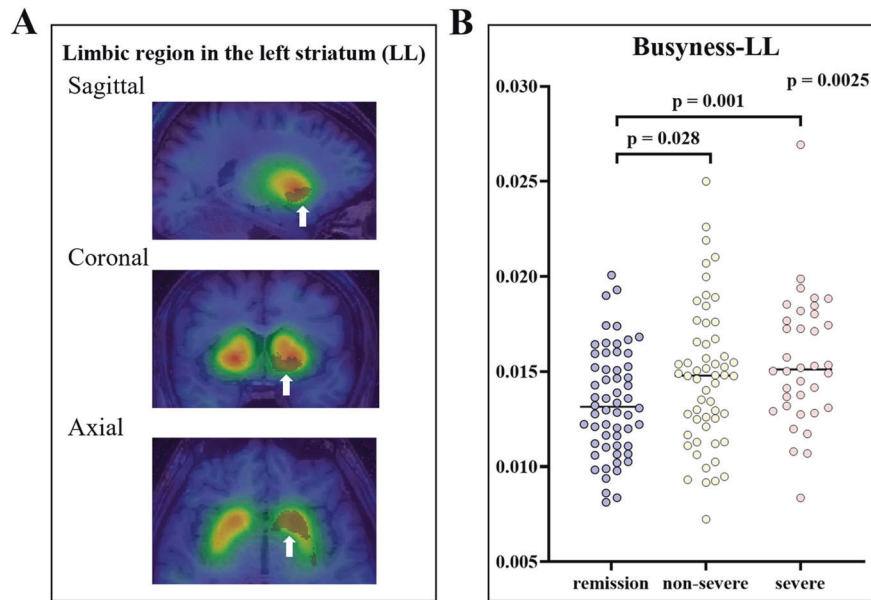 A
Limbic region in the left striatum (LL)
Sagittal
Coronal
Axial
B
Busyness-LL
p = 0.0025
p = 0.001
p = 0.028
0.030
0.025
0.020
0.015
0.010
0.005
remission non-severe severe